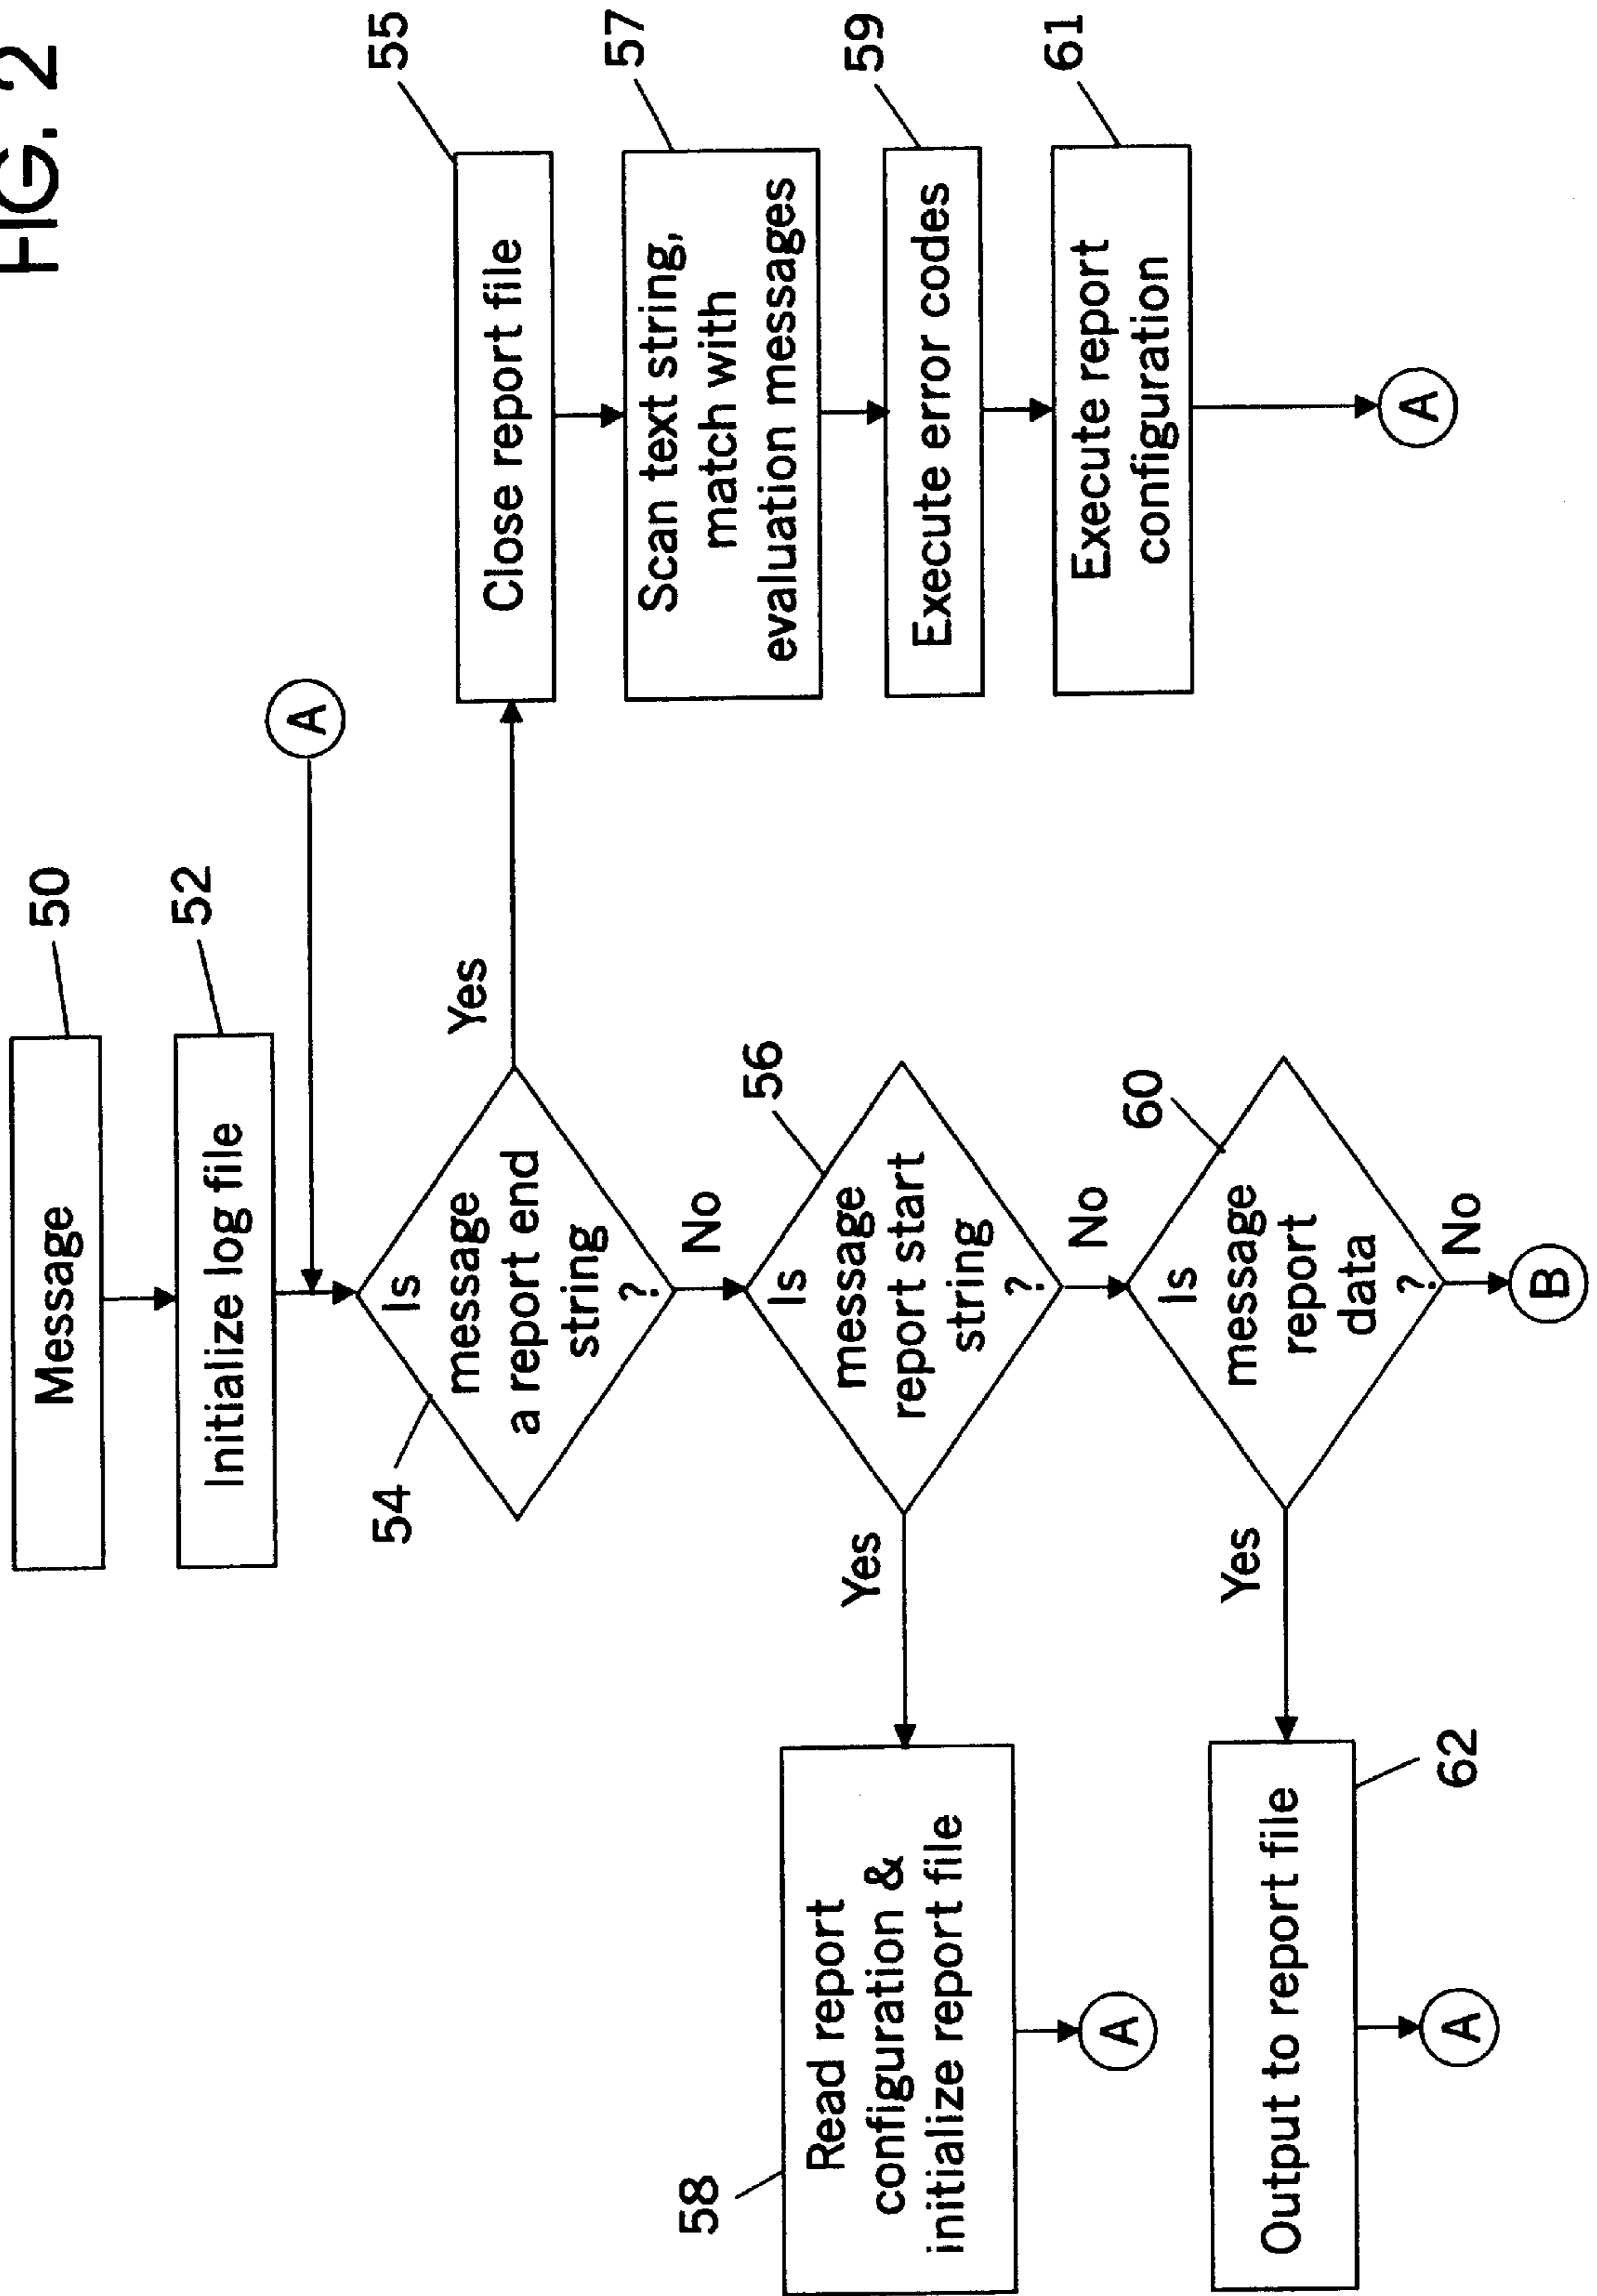 FIG. 2
Message
50
Initialize log file
52
A
54
Is
message
a report end
string
?
Yes
No
Close report file
55
Scan text string,
match with
evaluation messages
57
Execute error codes
59
Execute report
configuration
61
A
56
Is
message
report start
string
?
Yes
No
58
Read report
configuration &
initialize report file
A
60
Is
message
report
data
?
Yes
No
Output to report file
62
A
B